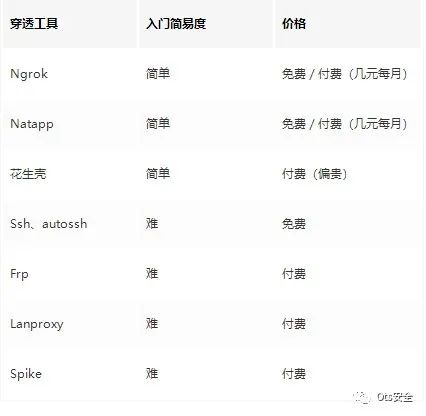 穿透工具 入门简易度 价格
Ngrok 简单 免费 / 付费（几元每月）
Natapp 简单 免费 / 付费（几元每月）
花生壳 简单 付费（偏贵）
Ssh、autossh 难 免费
Frp 难 付费
Lanproxy 难 付费
Spike 难 付费
Ots安全